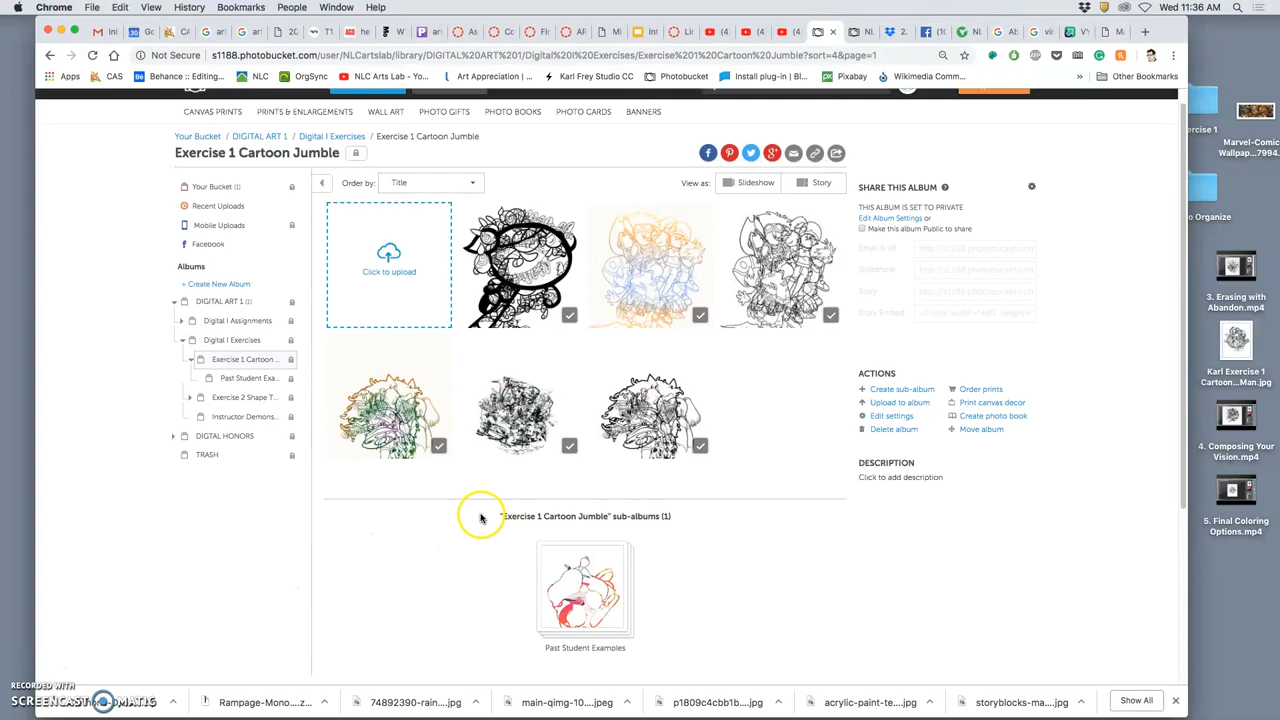 Chrome File Edit View History Bookmarks People Window Help
Wed 11:36 AM
Not Secure s1188.photobucket.com/user/NLCartslab/library/DIGITAL%20ART%201/Digital%20I%20Exercises/Exercise%201%20Cartoon%20Jumble?sort=4&page=1
Apps CAS Behance :: Editing... NLC OrgSync NLC Arts Lab - Yo... Art Appreciation |... Karl Frey Studio CC Photobucket Install plug-in | Bl... Pixabay Wikimedia Comm... » Other Bookmarks
CANVAS PRINTS PRINTS & ENLARGEMENTS WALL ART PHOTO GIFTS PHOTO BOOKS PHOTO CARDS BANNERS
Your Bucket / DIGITAL ART 1 / Digital I Exercises / Exercise 1 Cartoon Jumble
Exercise 1 Cartoon Jumble
Order by: Title
View as: Slideshow Story
Your Bucket (1)
Recent Uploads
Mobile Uploads
Facebook
Albums
+ Create New Album
DIGITAL ART 1 (1)
Digital I Assignments
Digital I Exercises
Exercise 1 Cartoon ...
Past Student Exa...
Exercise 2 Shape T...
Instructor Demons...
DIGITAL HONORS
TRASH
Click to upload
"Exercise 1 Cartoon Jumble" sub-albums (1)
Past Student Examples
SHARE THIS ALBUM
THIS ALBUM IS SET TO PRIVATE
Edit Album Settings or
Make this album Public to share
Email & IM
Slideshow
Story
Story Embed
ACTIONS
Create sub-album Order prints
Upload to album Print canvas decor
Edit settings Create photo book
Delete album Move album
DESCRIPTION
Click to add description
Marvel-Comic
Wallpap...7994.
3. Erasing with
Abandon.mp4
Karl Exercise 1
Cartoon...Man.jpg
4. Composing Your
Vision.mp4
5. Final Coloring
Options.mp4
RECORDED WITH
SCREENCAST-O-MATIC
Rampage-Mono....z... 74892390-rain....jpg main-qimg-10....jpeg p1809c4cbb1b....jpg acrylic-paint-te....jpg storyblocks-ma....jpg Show All